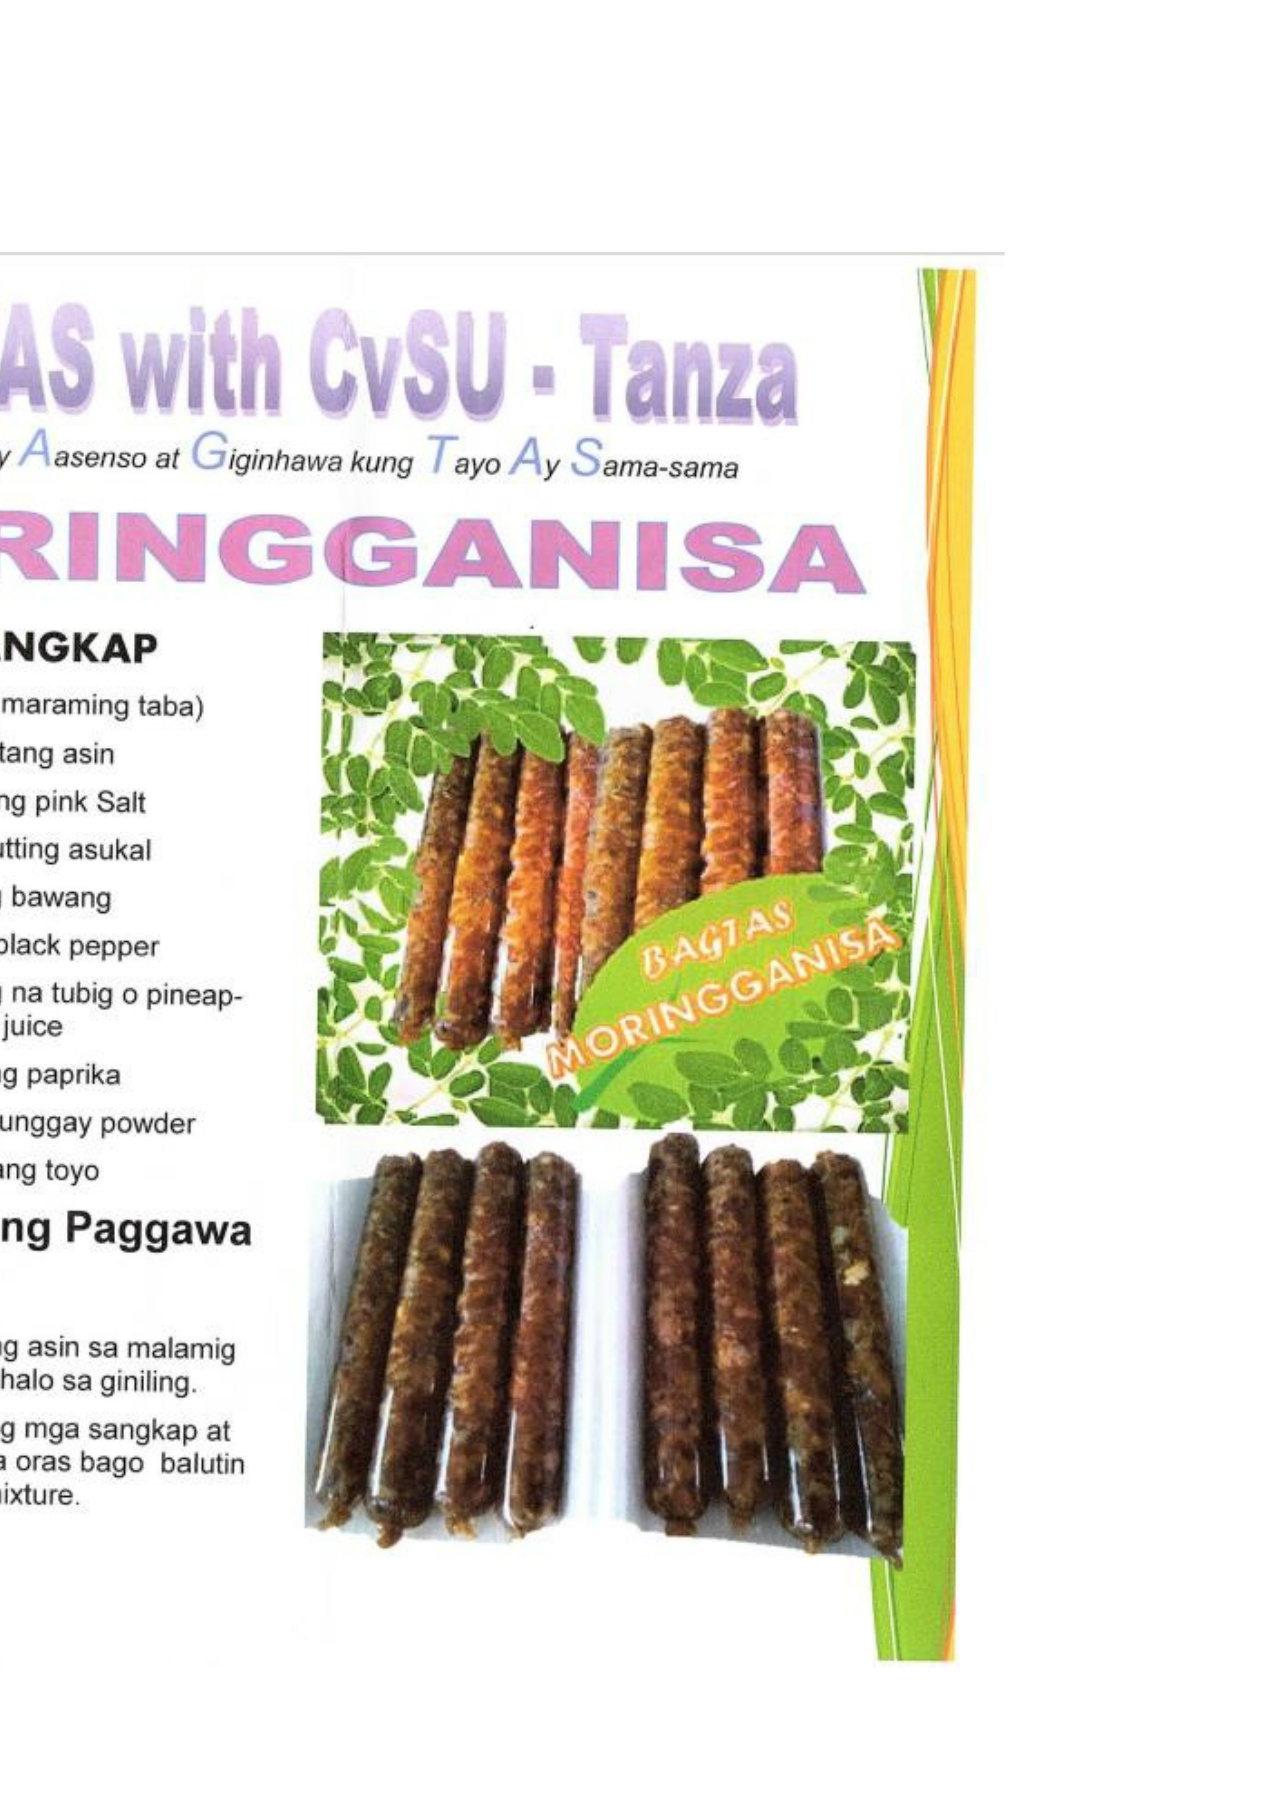 AS with CvSU - Tanza
y Aasenso at Giginhawa kung Tayo Ay Sama-sama
RINGGANISA
NGKAP
maraming taba)
tang asin
ng pink Salt
utting asukal
bawang
black pepper
na tubig o pineap-
juice
g paprika
unggay powder
ang toyo
ng Paggawa
g asin sa malamig
halo sa giniling.
g mga sangkap at
a oras bago balutin
ixture.
BAGTAS
MORINGGANISA